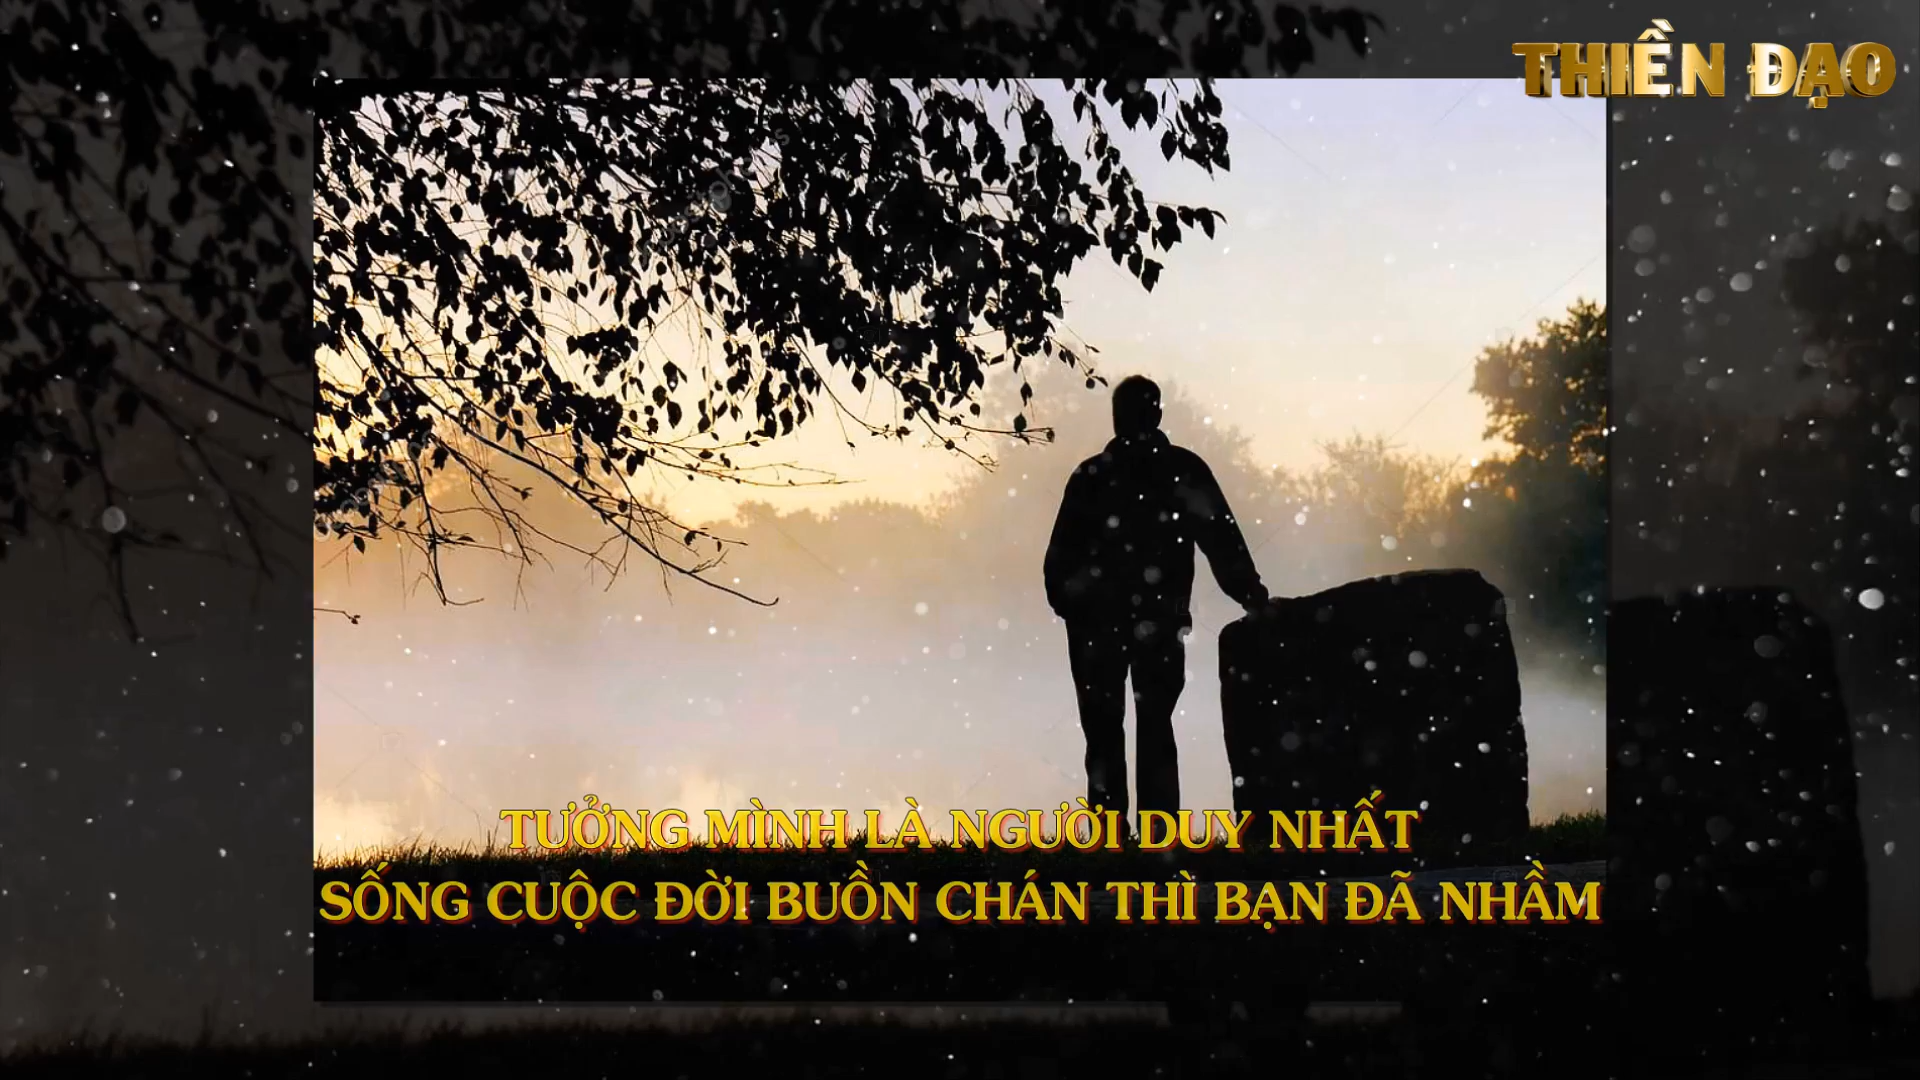 THIỀN ĐẠO
TƯỞNG MÌNH LÀ NGƯỜI DUY NHẤT
SỐNG CUỘC ĐỜI BUỒN CHÁN THÌ BẠN ĐÃ NHẦM